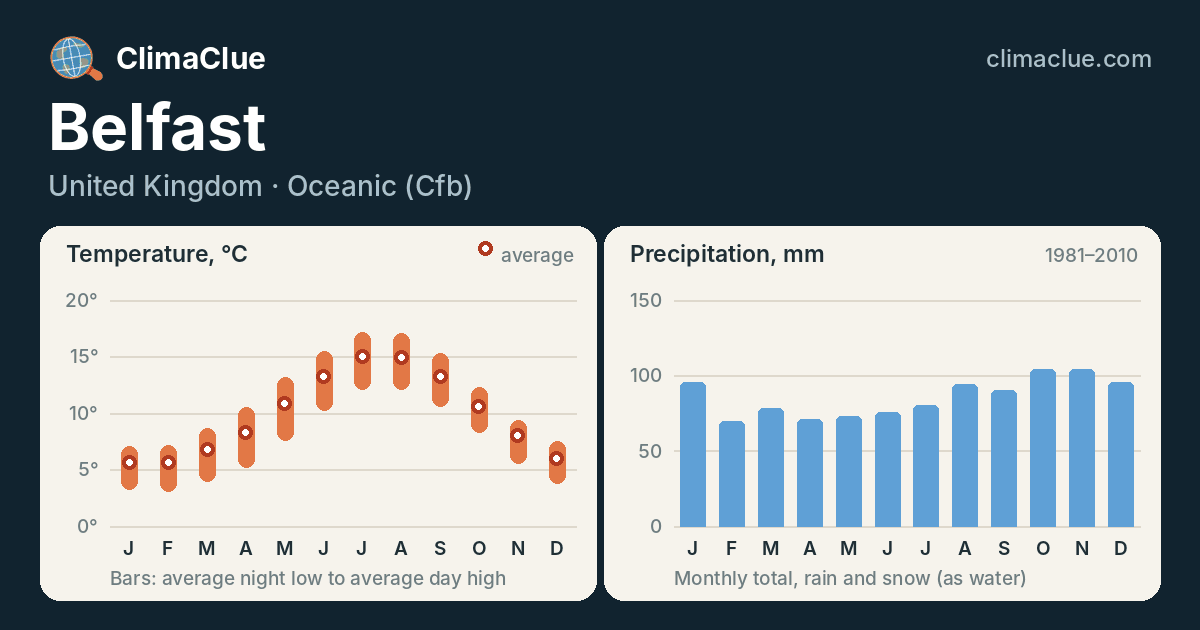 ClimaClue
climaclue.com
Belfast
United Kingdom · Oceanic (Cfb)
Temperature, °C
average
20°
15°
10°
5°
0°
J F M A M J J A S O N D
Bars: average night low to average day high
Precipitation, mm
1981–2010
150
100
50
0
J F M A M J J A S O N D
Monthly total, rain and snow (as water)